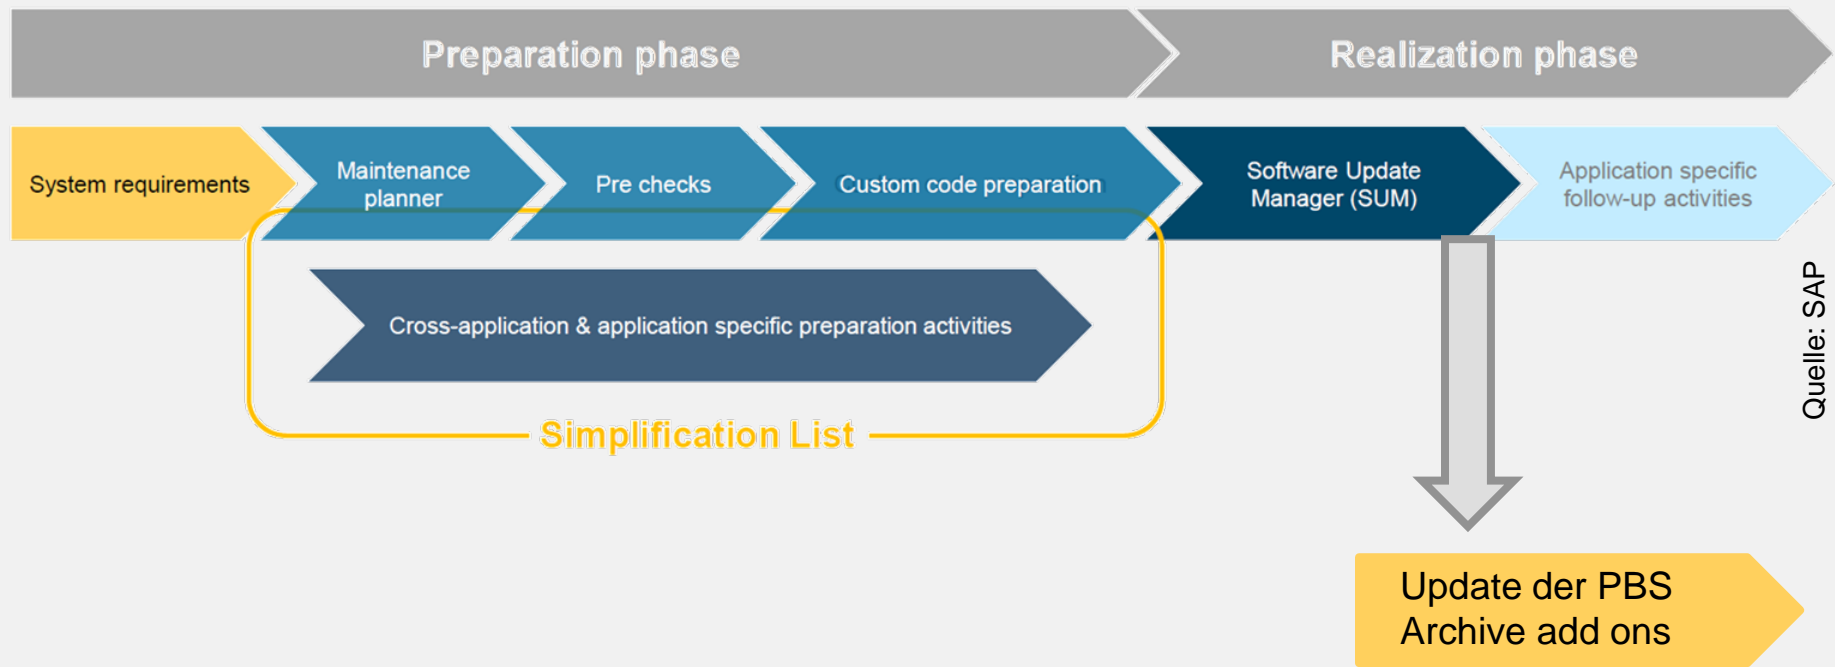 Preparation phase
Realization phase
System requirements
Maintenance
planner
Pre checks
Custom code preparation
Software Update
Manager (SUM)
Application specific
follow-up activities
Cross-application & application specific preparation activities
Simplification List
Quelle: SAP
Update der PBS
Archive add ons